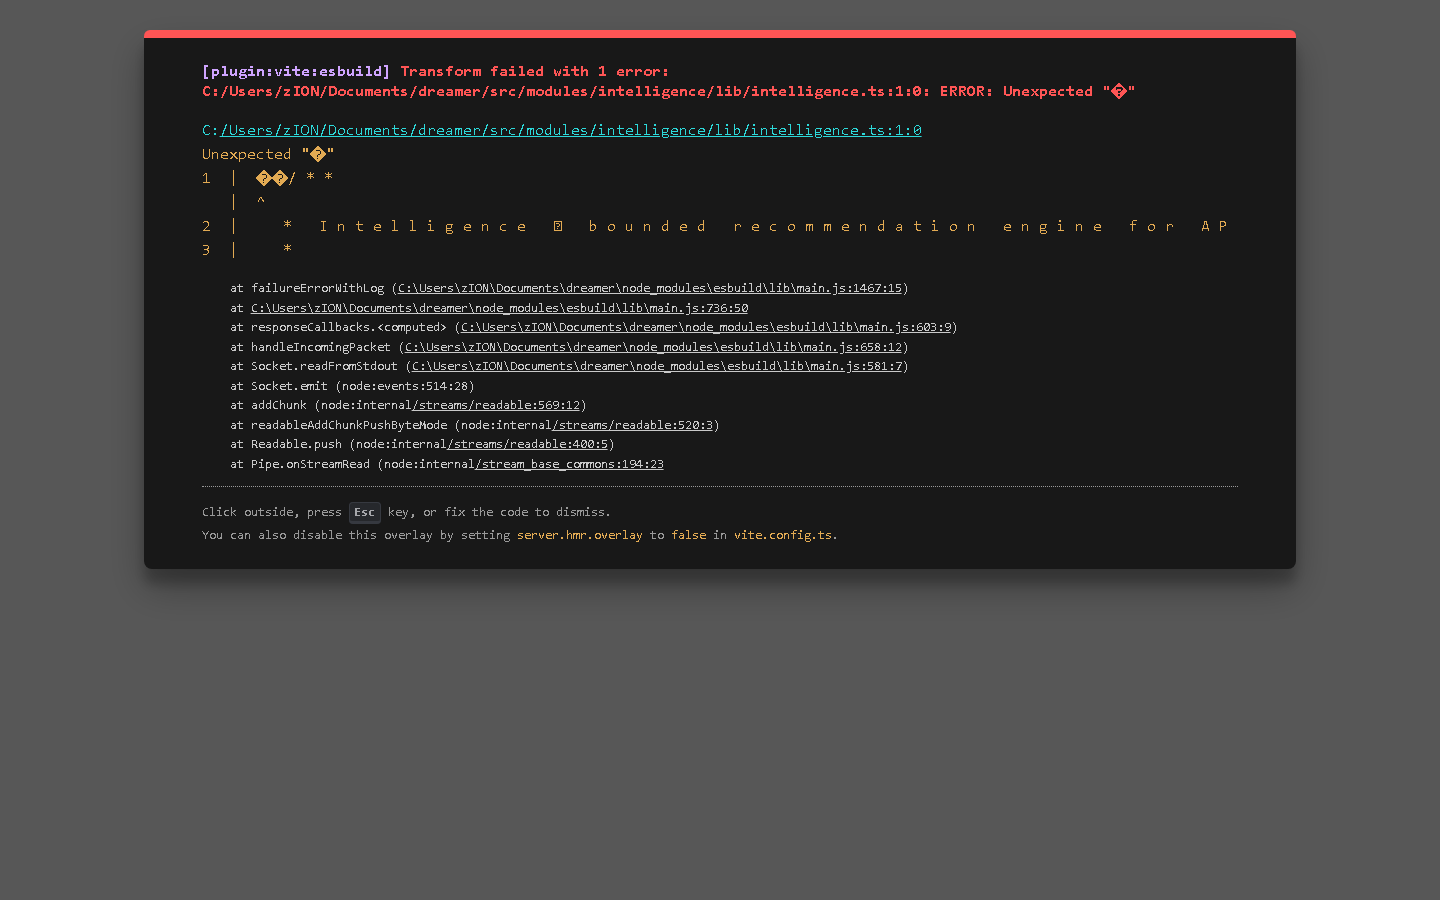 [plugin:vite:esbuild] Transform failed with 1 error:
C:/Users/zION/Documents/dreamer/src/modules/intelligence/lib/intelligence.ts:1:0: ERROR: Unexpected "�"
C:/Users/zION/Documents/dreamer/src/modules/intelligence/lib/intelligence.ts:1:0
Unexpected "�"
1 | ��/ * *
| ^
2 | * I n t e l l i g e n c e � b o u n d e d r e c o m m e n d a t i o n e n g i n e f o r A P
3 | *
at failureErrorWithLog (C:\Users\zION\Documents\dreamer\node_modules\esbuild\lib\main.js:1467:15)
at C:\Users\zION\Documents\dreamer\node_modules\esbuild\lib\main.js:736:50
at responseCallbacks.<computed> (C:\Users\zION\Documents\dreamer\node_modules\esbuild\lib\main.js:603:9)
at handleIncomingPacket (C:\Users\zION\Documents\dreamer\node_modules\esbuild\lib\main.js:658:12)
at Socket.readFromStdout (C:\Users\zION\Documents\dreamer\node_modules\esbuild\lib\main.js:581:7)
at Socket.emit (node:events:514:28)
at addChunk (node:internal/streams/readable:569:12)
at readableAddChunkPushByteMode (node:internal/streams/readable:520:3)
at Readable.push (node:internal/streams/readable:400:5)
at Pipe.onStreamRead (node:internal/stream_base_commons:194:23
Click outside, press Esc key, or fix the code to dismiss.
You can also disable this overlay by setting server.hmr.overlay to false in vite.config.ts.